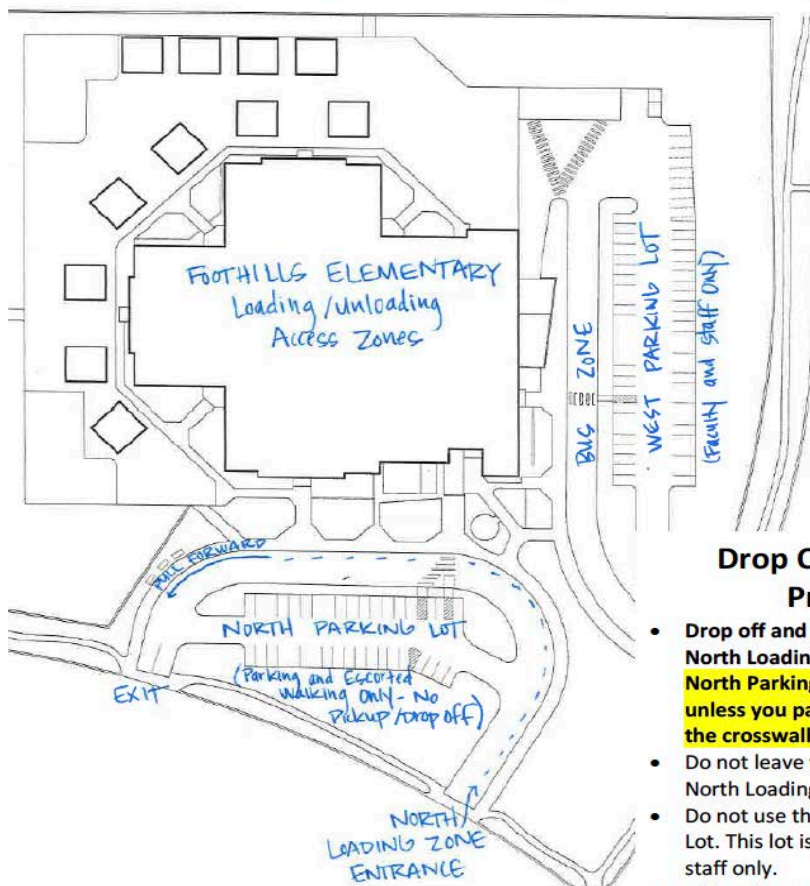 FOOTHILLS ELEMENTARY
Loading/Unloading
Access Zones
BUS ZONE
WEST PARKING LOT
(Faculty and Staff Only)
PULL FORWARD
NORTH PARKING LOT
(Parking and Escorted
Walking Only - No
Pickup/Drop off)
EXIT
NORTH
LOADING ZONE
ENTRANCE
Drop
P
• Drop off and
North Loadin
North Parking
unless you pa
the crosswalk
• Do not leave
North Loading
• Do not use th
Lot. This lot is
staff only.